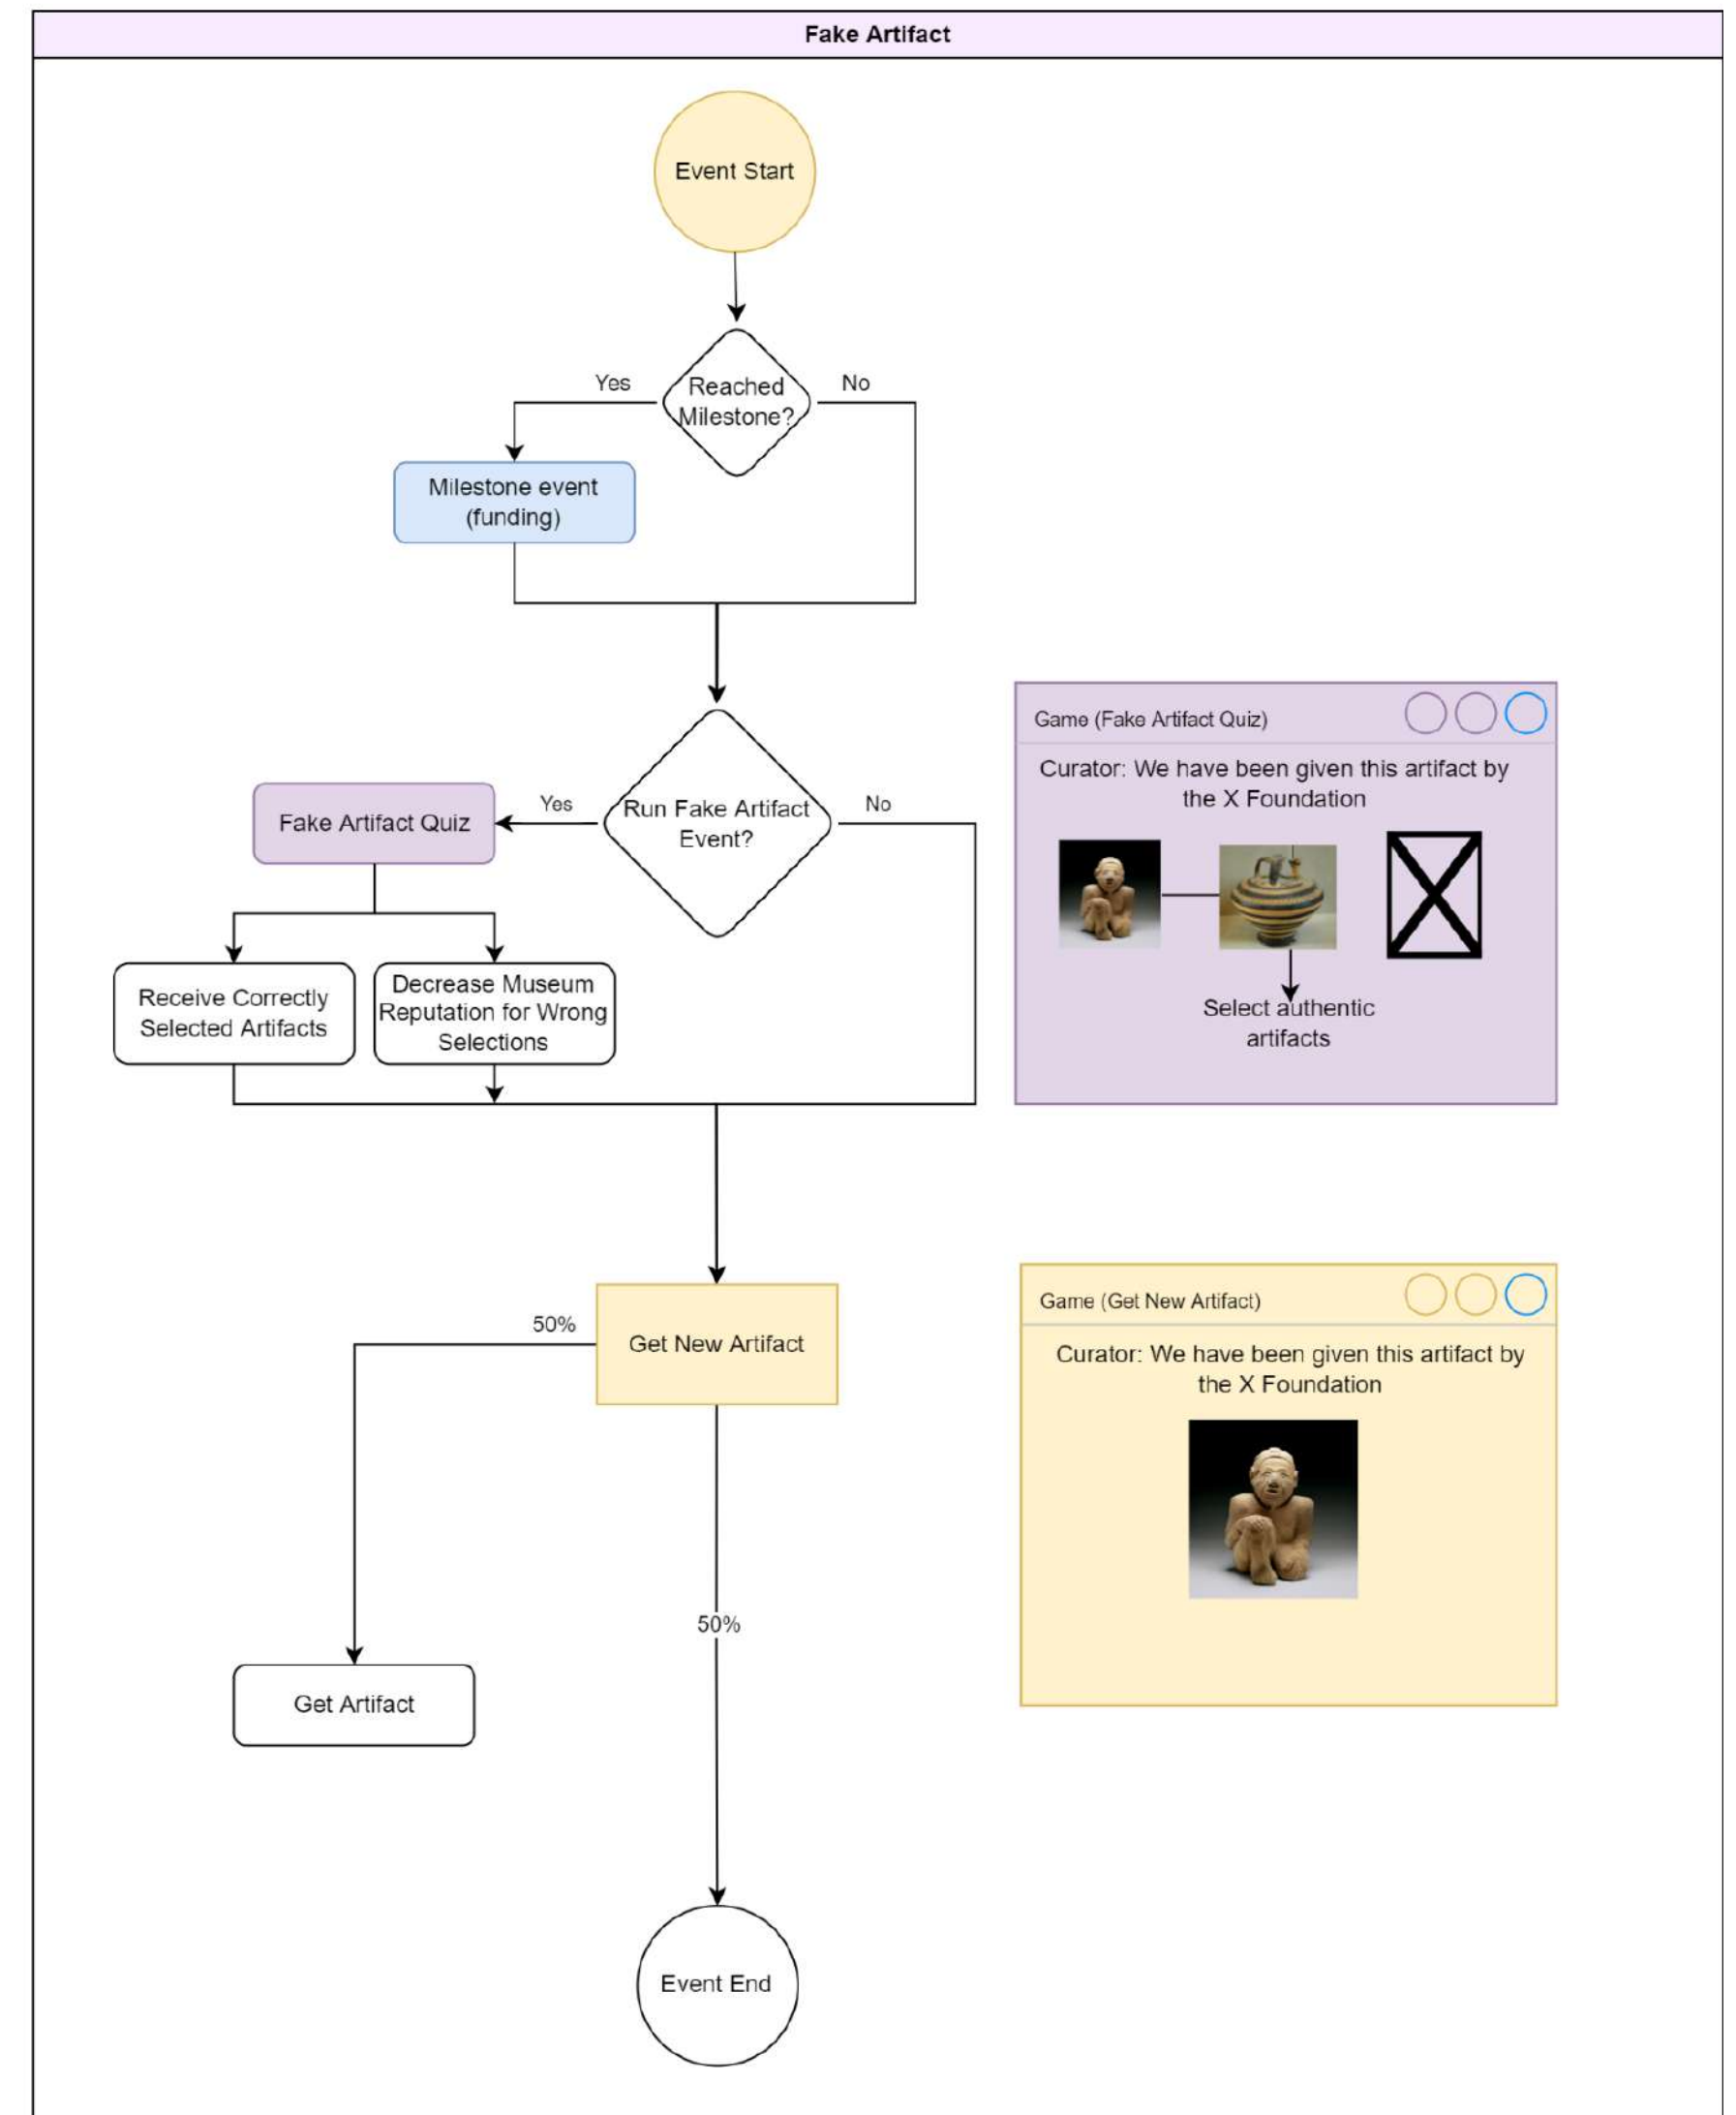 Fake Artifact
Event Start
Yes
Reached
Milestone?
No
Milestone event
(funding)
Fake Artifact Quiz
Yes
Run Fake Artifact
Event?
No
Receive Correctly
Selected Artifacts
Decrease Museum
Reputation for Wrong
Selections
Game (Fake Artifact Quiz)
Curator: We have been given this artifact by
the X Foundation
Select authentic
artifacts
50%
Get New Artifact
Game (Get New Artifact)
Curator: We have been given this artifact by
the X Foundation
50%
Get Artifact
Event End